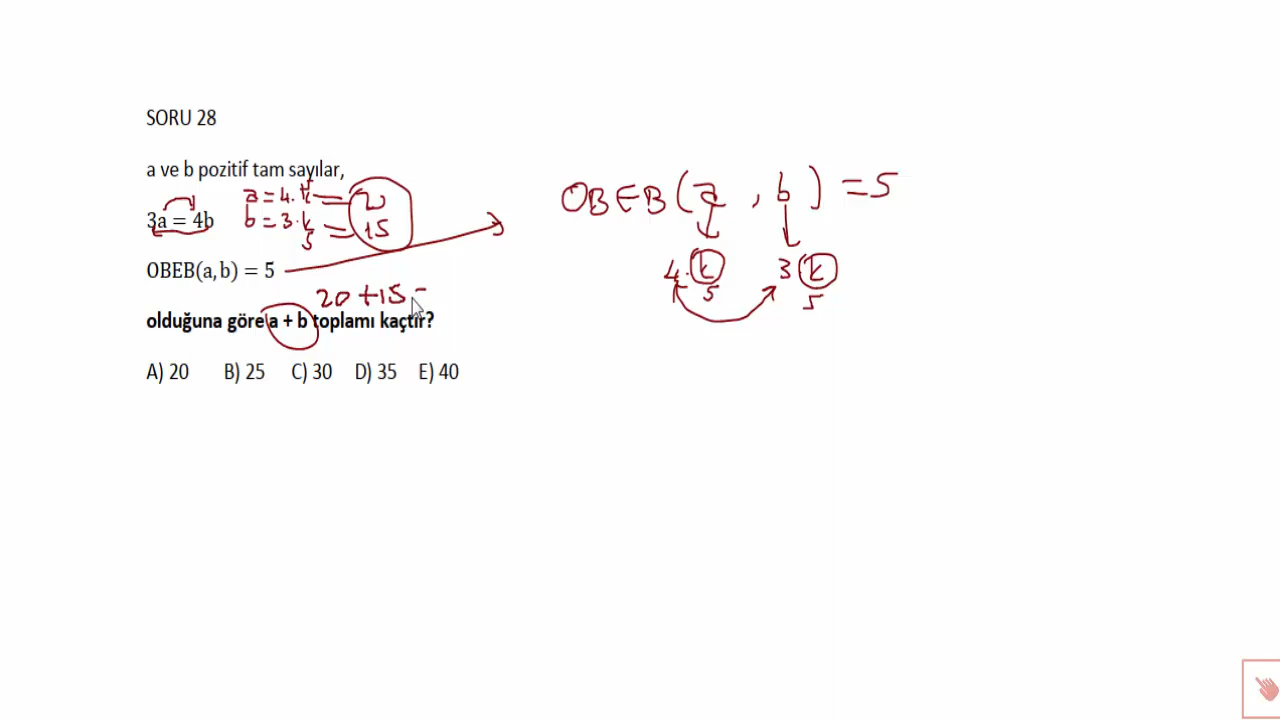 SORU 28
a ve b pozitif tam sayılar,
3a = 4b
a = 4.k = 20
b = 3.k = 15
5
OBEB(a, b) = 5
20 + 15 =
olduğuna göre a + b toplamı kaçtır?
A) 20 B) 25 C) 30 D) 35 E) 40
OBEB(a, b) = 5
4.k 3k
5 5